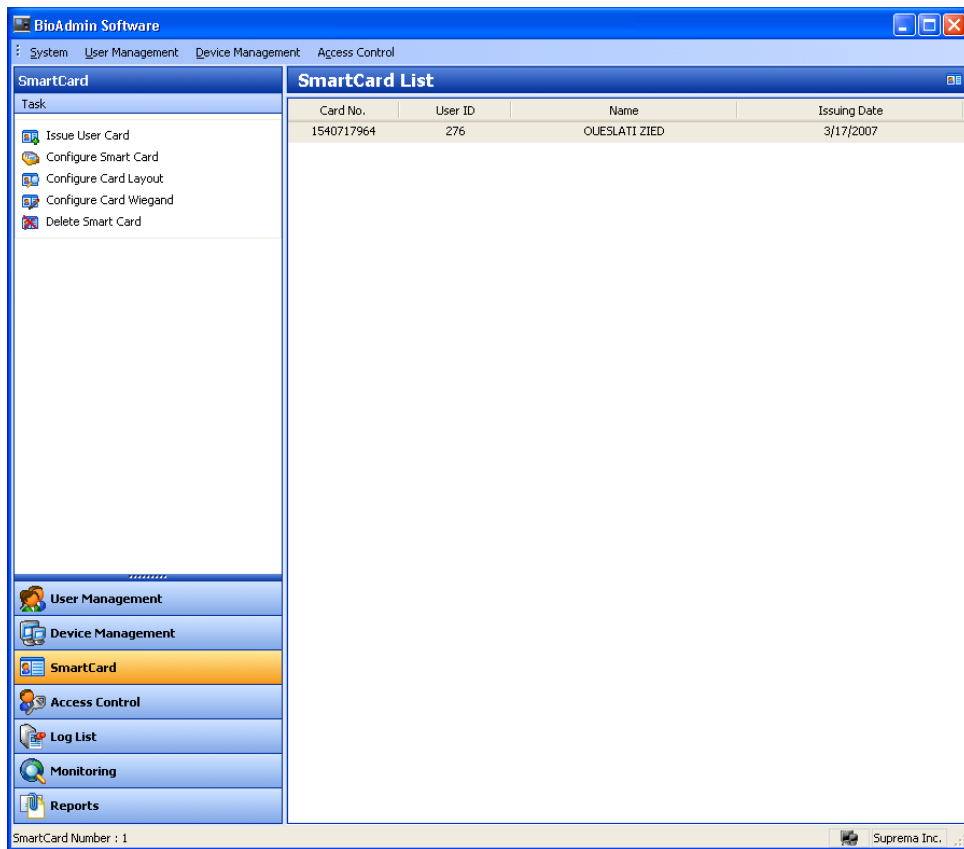 BioAdmin Software
System User Management Device Management Access Control
SmartCard
Task
Issue User Card
Configure Smart Card
Configure Card Layout
Configure Card Wiegand
Delete Smart Card
User Management
Device Management
SmartCard
Access Control
Log List
Monitoring
Reports
SmartCard List
Card No. User ID Name Issuing Date
1540717964 276 OUESLATI ZIED 3/17/2007
SmartCard Number : 1 Suprema Inc.